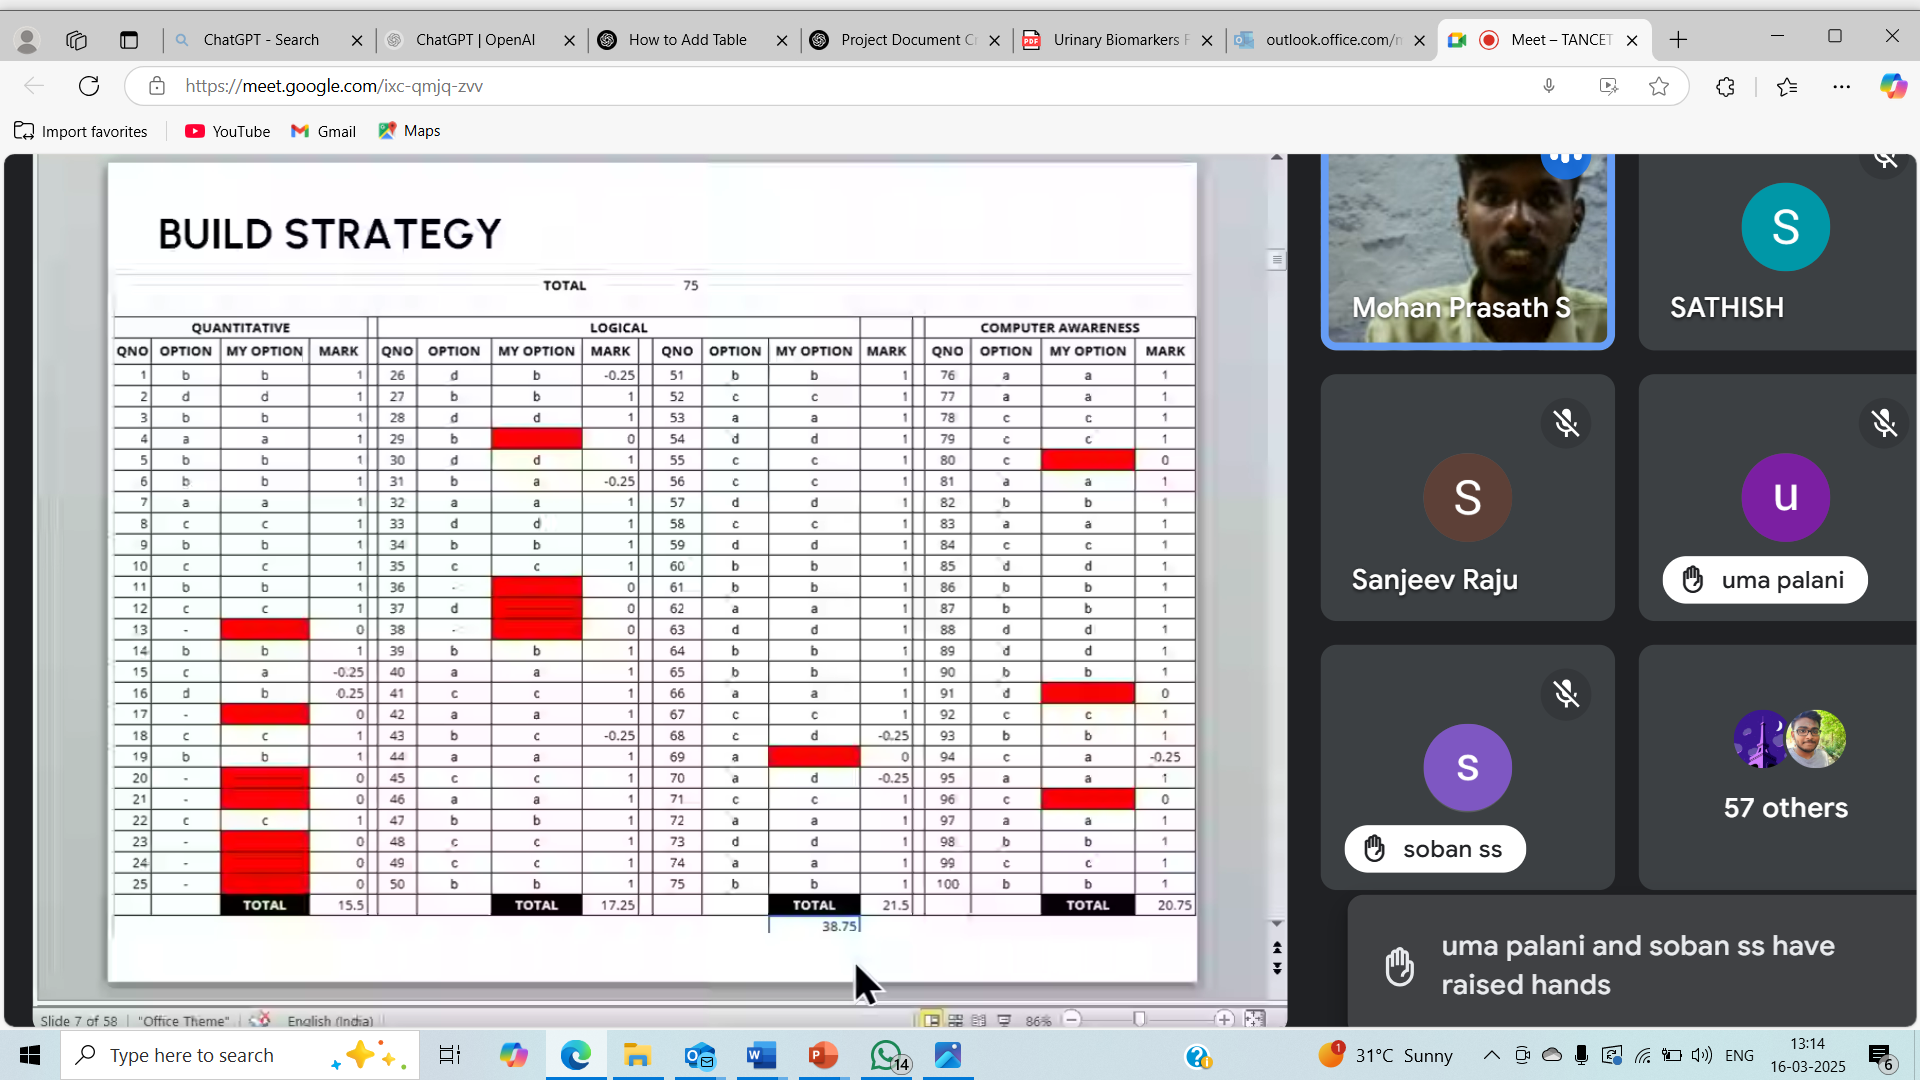 ChatGPT - Search
ChatGPT | OpenAI
How to Add Table
Project Document C
Urinary Biomarkers F
outlook.office.com/m
Meet – TANCET
https://meet.google.com/ixc-qmjq-zvv
Import favorites
YouTube
Gmail
Maps
BUILD STRATEGY
TOTAL 75
QUANTITATIVE LOGICAL COMPUTER AWARENESS
QNO OPTION MY OPTION MARK QNO OPTION MY OPTION MARK QNO OPTION MY OPTION MARK QNO OPTION MY OPTION MARK
1 b b 1 26 d b -0.25 51 b b 1 76 a a 1
2 d d 1 27 b b 1 52 c c 1 77 a a 1
3 b b 1 28 d d 1 53 a a 1 78 c c 1
4 a a 1 29 b 0 54 d d 1 79 c c 1
5 b b 1 30 d d 1 55 c c 1 80 c 0
6 b b 1 31 b a -0.25 56 c c 1 81 a a 1
7 a a 1 32 a a 1 57 d d 1 82 b b 1
8 c c 1 33 d d 1 58 c c 1 83 a a 1
9 b b 1 34 b b 1 59 d d 1 84 c c 1
10 c c 1 35 c c 1 60 b b 1 85 d d 1
11 b b 1 36 - 0 61 b b 1 86 b b 1
12 c c 1 37 d 0 62 a a 1 87 b b 1
13 - 0 38 - 0 63 d d 1 88 d d 1
14 b b 1 39 b b 1 64 b b 1 89 d d 1
15 c a -0.25 40 a a 1 65 b b 1 90 b b 1
16 d b -0.25 41 c c 1 66 a a 1 91 d 0
17 - 0 42 a a 1 67 c c 1 92 c c 1
18 c c 1 43 b c -0.25 68 c d -0.25 93 b b 1
19 b b 1 44 a a 1 69 a 0 94 c a -0.25
20 - 0 45 c c 1 70 a d -0.25 95 a a 1
21 - 0 46 a a 1 71 c c 1 96 c 0
22 c c 1 47 b b 1 72 a a 1 97 a a 1
23 - 0 48 c c 1 73 d d 1 98 b b 1
24 - 0 49 c c 1 74 a a 1 99 c c 1
25 - 0 50 b b 1 75 b b 1 100 b b 1
TOTAL 15.5 TOTAL 17.25 TOTAL 21.5 TOTAL 20.75
38.75
Slide 7 of 58 "Office Theme" English (India) 86%
Mohan Prasath S
S
SATHISH
S
Sanjeev Raju
u
uma palani
s
soban ss
57 others
uma palani and soban ss have
raised hands
Type here to search
14
1
31°C Sunny
ENG
13:14
16-03-2025
6